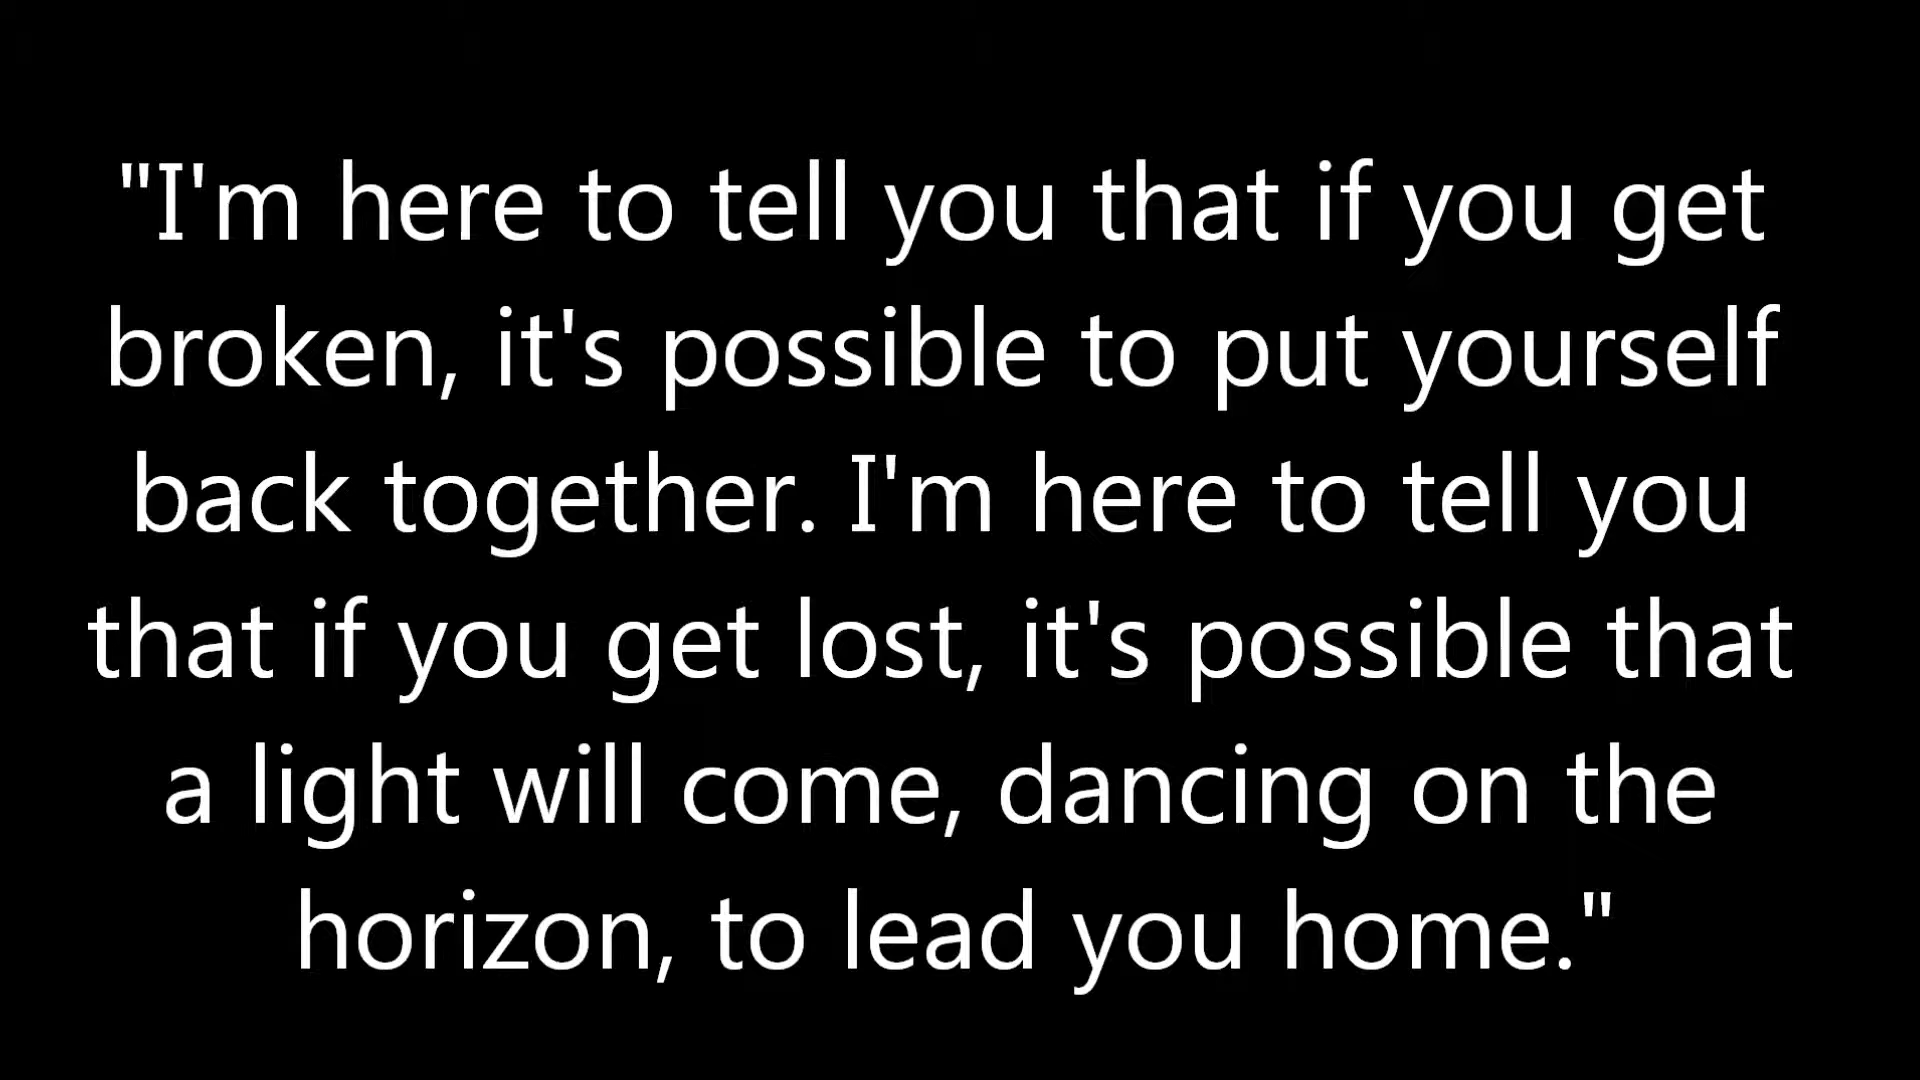 "I'm here to tell you that if you get
broken, it's possible to put yourself
back together. I'm here to tell you
that if you get lost, it's possible that
a light will come, dancing on the
horizon, to lead you home."